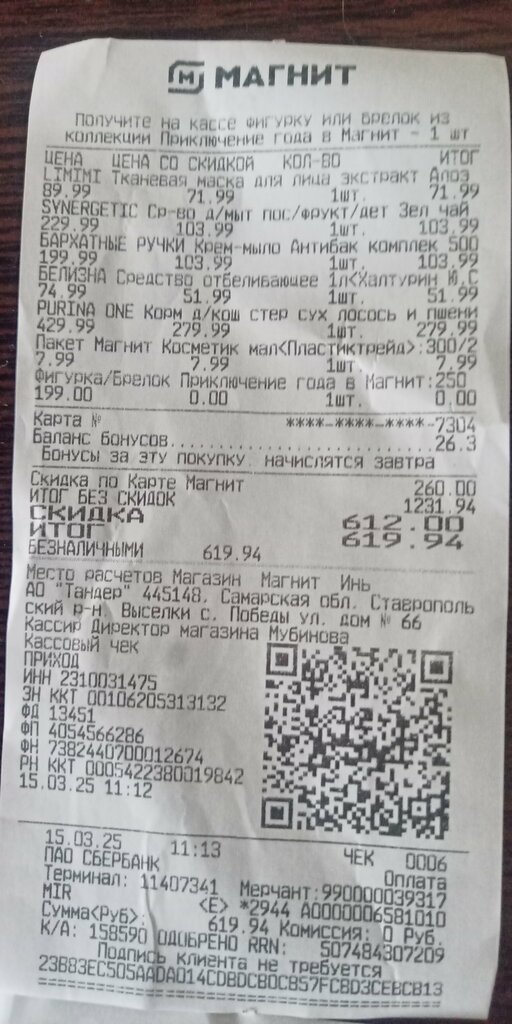 МАГНИТ
Получите на кассе фигурку или брелок из
коллекции Приключение года в Магнит - 1 шт
ЦЕНА ЦЕНА СО СКИДКОЙ КОЛ-ВО ИТОГ
LIMIMI Тканевая маска для лица экстракт Алоэ
89.99 71.99 1шт. 71.99
SYNERGETIC Ср-во д/мыт пос/фрукт/дет Зел чай
229.99 103.99 1шт. 103.99
БАРХАТНЫЕ РУЧКИ Крем-мыло Антибак комплек 500
199.99 103.99 1шт. 103.99
БЕЛИЗНА Средство отбеливающее 1л<Халтурин Ю.С
74.99 51.99 1шт. 51.99
PURINA ONE Корм д/кош стер сух лосось и пшени
429.99 279.99 1шт. 279.99
Пакет Магнит Косметик мал<Пластиктрейд>:300/2
7.99 7.99 1шт. 7.99
Фигурка/Брелок Приключение года в Магнит:250
199.00 0.00 1шт. 0.00
Карта № ****-****-****-7304
Баланс бонусов..............................26.3
Бонусы за эту покупку начислятся завтра
Скидка по Карте Магнит 260.00
ИТОГ БЕЗ СКИДОК 1231.94
СКИДКА 612.00
ИТОГ 619.94
БЕЗНАЛИЧНЫМИ 619.94
Место расчетов Магазин Магнит Инь
АО "Тандер" 445148, Самарская обл. Ставрополь
ский р-н, Выселки с. Победы ул. дом № 66
Кассир Директор магазина Мубинова
Кассовый чек
ПРИХОД
ИНН 2310031475
ЗН ККТ 00106205313132
ФД 13451
ФП 4054566286
ФН 7382440700012674
РН ККТ 0005422380019842
15.03.25 11:12
15.03.25 11:13 ЧЕК 0006
ПАО СБЕРБАНК Оплата
Терминал: 11407341 Мерчант:990000039317
MIR <E> *2944 A0000006581010
Сумма<Руб>: 619.94 Комиссия: 0 Руб.
К/А: 158590 ОДОБРЕНО RRN: 507484307209
Подпись клиента не требуется
23B83EC505AADA014CDBDCB0CB57FCBD3CEBCB13
========================================